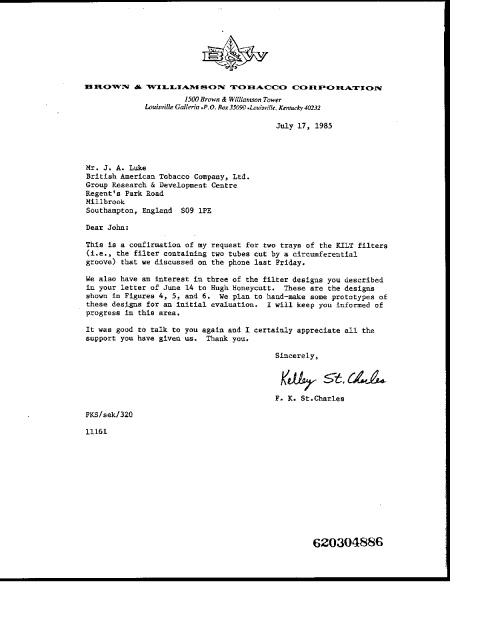 B&W
BROWN & WILLIAMSON TOBACCO CORPORATION
1500 Brown & Williamson Tower
Louisville Galleria • P.O. Box 35090 • Louisville, Kentucky 40232
July 17, 1985
Mr. J. A. Luke
British American Tobacco Company, Ltd.
Group Research & Development Centre
Regent's Park Road
Millbrook
Southampton, England S09 1PE
Dear John:
This is a confirmation of my request for two trays of the KILT filters
(i.e., the filter containing two tubes cut by a circumferential
groove) that we discussed on the phone last Friday.
We also have an interest in three of the filter designs you described
in your letter of June 14 to Hugh Honeycutt. These are the designs
shown in Figures 4, 5, and 6. We plan to hand-make some prototypes of
these designs for an initial evaluation. I will keep you informed of
progress in this area.
It was good to talk to you again and I certainly appreciate all the
support you have given us. Thank you.
Sincerely,
Kelley St.Charles
F. K. St.Charles
FKS/sek/320
11161
620304886